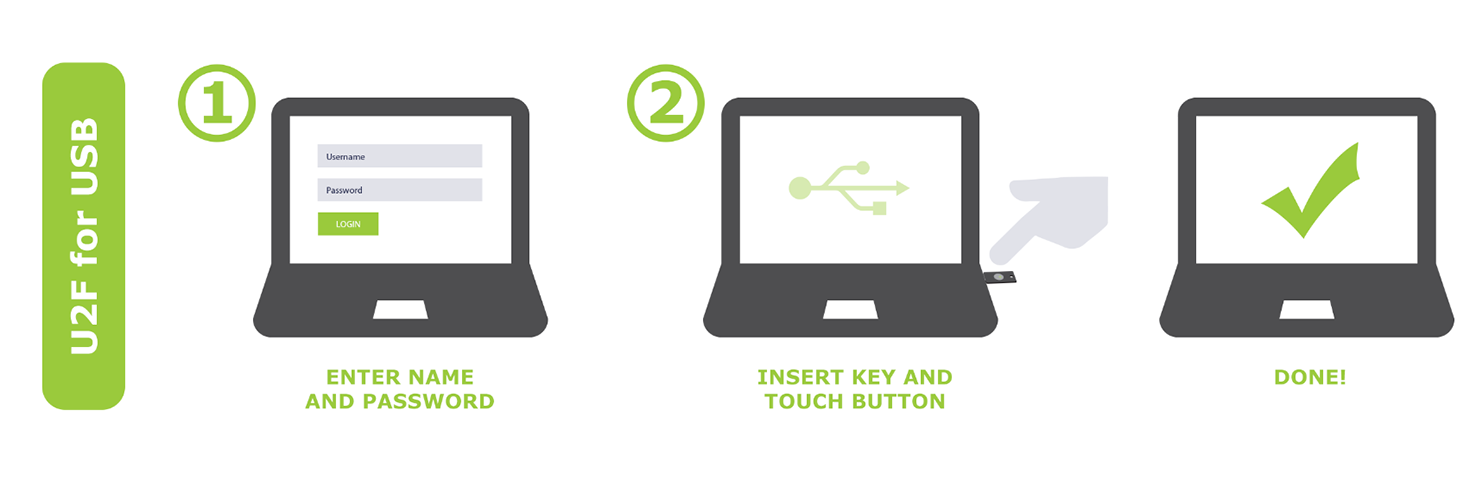 U2F for USB
1
Username
Password
LOGIN
ENTER NAME
AND PASSWORD
2
INSERT KEY AND
TOUCH BUTTON
DONE!